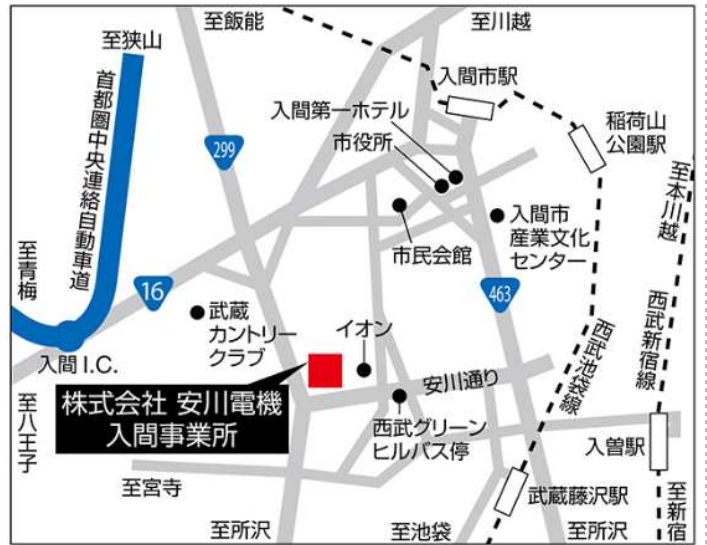 至飯能
至川越
至狭山
入間市駅
首都圏中央連絡自動車道
入間第一ホテル
稲荷山
公園駅
299
市役所
至本川越
至青梅
市民会館
入間市
産業文化
センター
16
463
武蔵
カントリー
クラブ
イオン
西武新宿線
西武池袋線
入間 I.C.
安川通り
株式会社 安川電機
入間事業所
至八王子
西武グリーン
ヒルバス停
入曽駅
至宮寺
武蔵藤沢駅
至新宿
至所沢
至池袋
至所沢